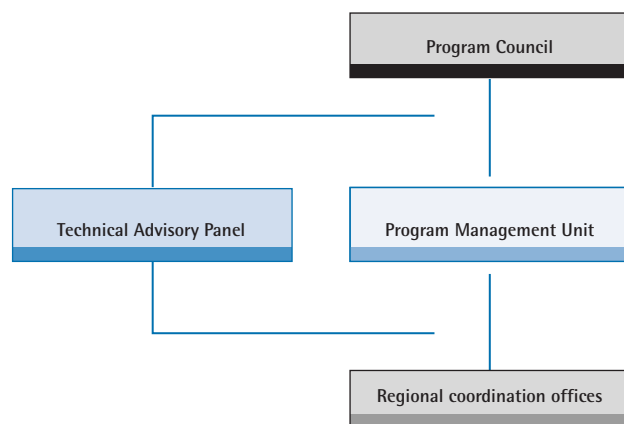 Program Council
Technical Advisory Panel
Program Management Unit
Regional coordination offices